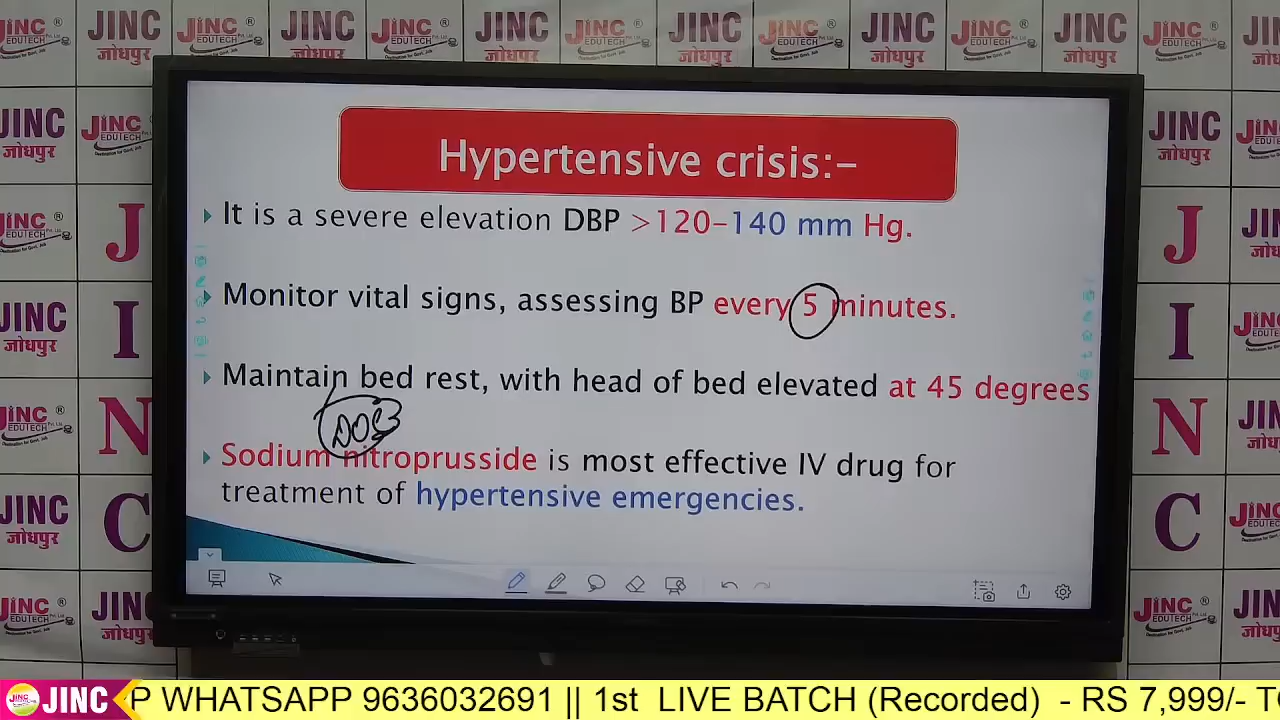 Hypertensive crisis:-
It is a severe elevation DBP >120-140 mm Hg.
Monitor vital signs, assessing BP every 5 minutes.
Maintain bed rest, with head of bed elevated at 45 degrees
Sodium nitroprusside is most effective IV drug for
treatment of hypertensive emergencies.
JINC
जोधपुर
JINC
EDUTECH
J
I
N
C
J
I
N
C
JINC
P WHATSAPP 9636032691 || 1st LIVE BATCH (Recorded) - RS 7,999/- T